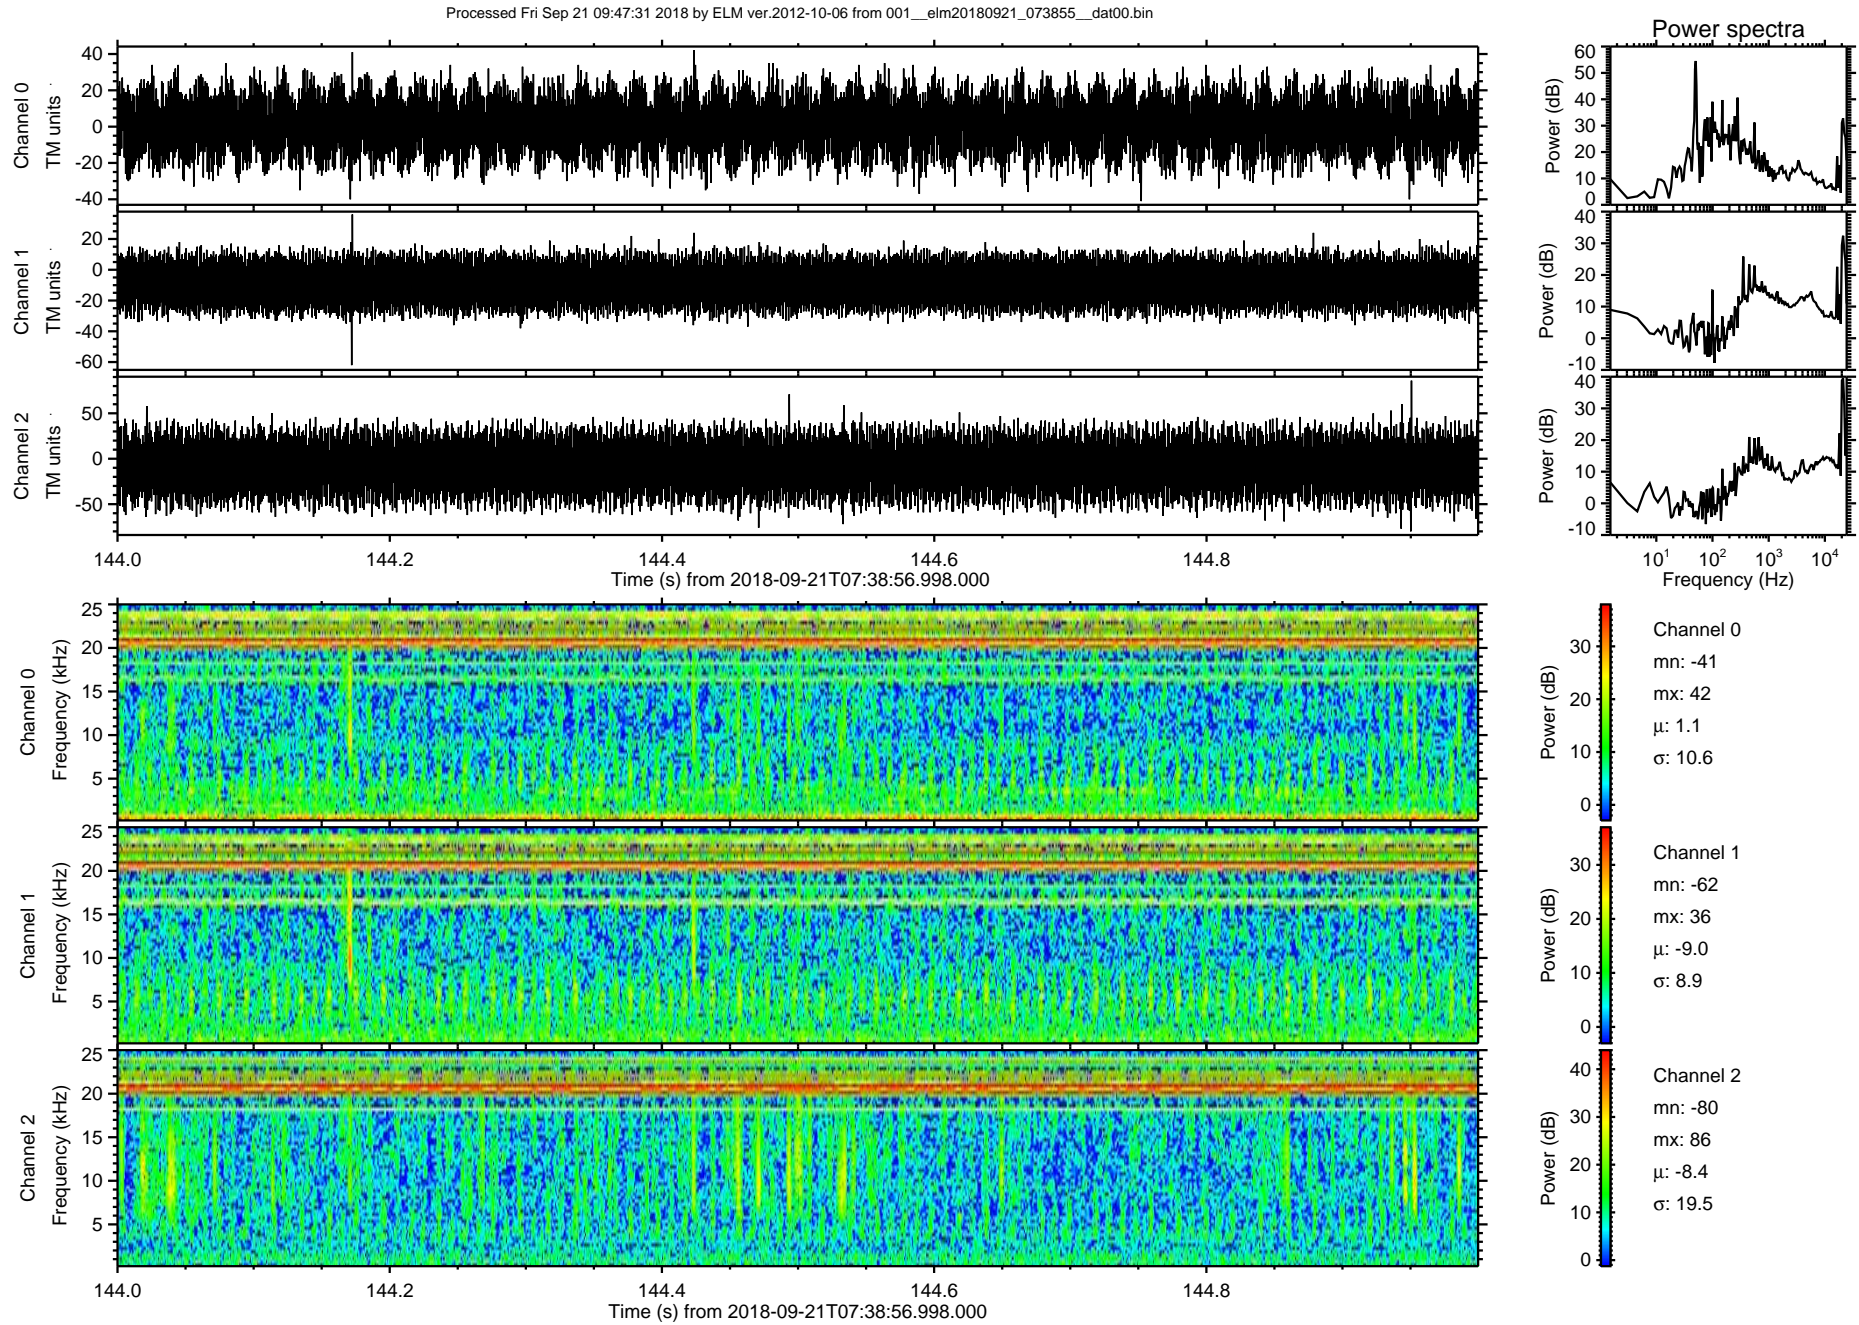 Processed Fri Sep 21 09:47:31 2018 by ELM ver.2012-10-06 from 001__elm20180921_073855__dat00.bin
Power spectra
Channel 0
TM units
40
20
0
-20
-40
Power (dB)
60
50
40
30
20
10
0
Channel 1
TM units
20
0
-20
-40
-60
Power (dB)
40
30
20
10
0
-10
Channel 2
TM units
50
0
-50
Power (dB)
40
30
20
10
0
-10
144.0 144.2 144.4 144.6 144.8
Time (s) from 2018-09-21T07:38:56.998.000
10^1 10^2 10^3 10^4
Frequency (Hz)
Channel 0
Frequency (kHz)
25
20
15
10
5
Power (dB)
30
20
10
0
Channel 0
mn: -41
mx: 42
μ: 1.1
σ: 10.6
Channel 1
Frequency (kHz)
25
20
15
10
5
Power (dB)
30
20
10
0
Channel 1
mn: -62
mx: 36
μ: -9.0
σ: 8.9
Channel 2
Frequency (kHz)
25
20
15
10
5
Power (dB)
40
30
20
10
0
Channel 2
mn: -80
mx: 86
μ: -8.4
σ: 19.5
144.0 144.2 144.4 144.6 144.8
Time (s) from 2018-09-21T07:38:56.998.000